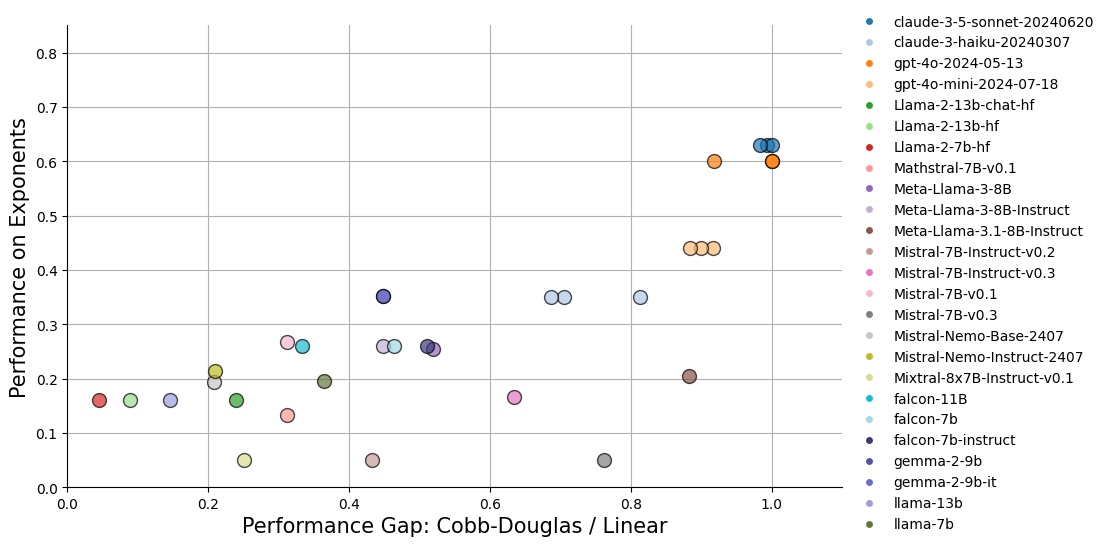 Performance on Exponents
0.8
0.7
0.6
0.5
0.4
0.3
0.2
0.1
0.0
0.0
0.2
0.4
0.6
0.8
1.0
Performance Gap: Cobb-Douglas / Linear
claude-3-5-sonnet-20240620
claude-3-haiku-20240307
gpt-4o-2024-05-13
gpt-4o-mini-2024-07-18
Llama-2-13b-chat-hf
Llama-2-13b-hf
Llama-2-7b-hf
Mathstral-7B-v0.1
Meta-Llama-3-8B
Meta-Llama-3-8B-Instruct
Meta-Llama-3.1-8B-Instruct
Mistral-7B-Instruct-v0.2
Mistral-7B-Instruct-v0.3
Mistral-7B-v0.1
Mistral-7B-v0.3
Mistral-Nemo-Base-2407
Mistral-Nemo-Instruct-2407
Mixtral-8x7B-Instruct-v0.1
falcon-11B
falcon-7b
falcon-7b-instruct
gemma-2-9b
gemma-2-9b-it
llama-13b
llama-7b